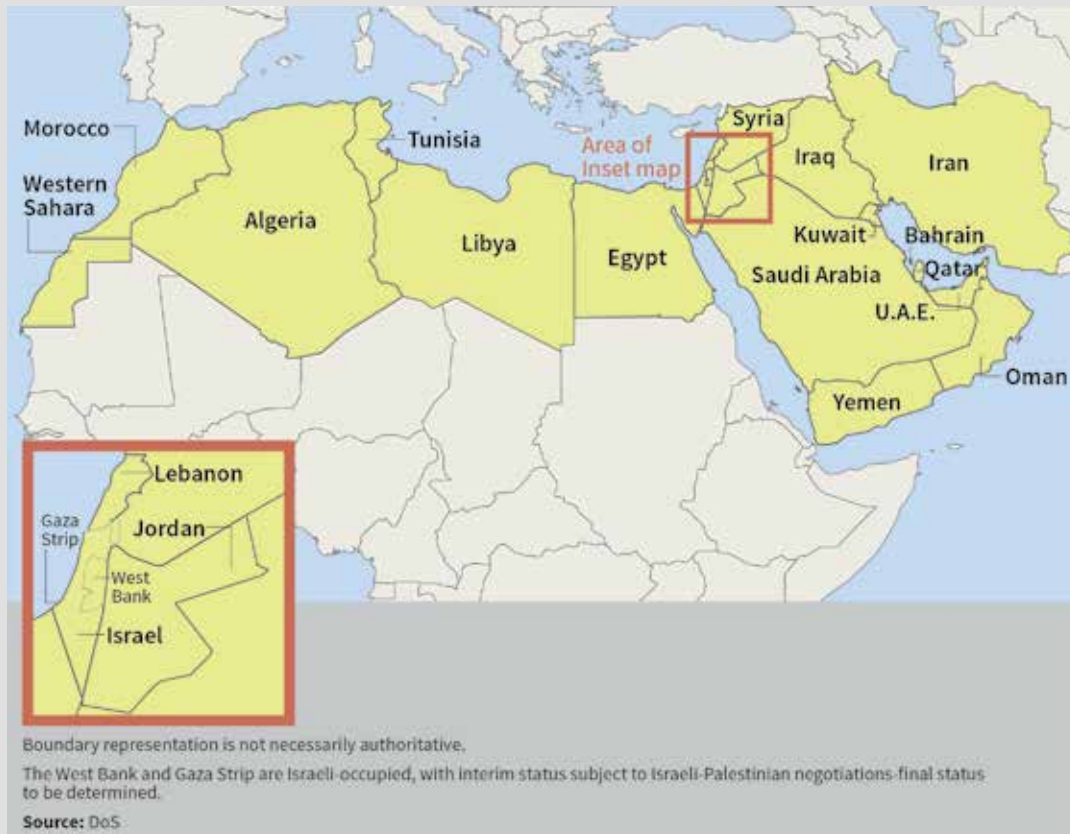 Morocco
Tunisia
Western
Sahara
Algeria
Libya
Egypt
Area of
Inset map
Syria
Iraq
Iran
Kuwait
Bahrain
Saudi Arabia
Qatar
U.A.E.
Oman
Yemen
Lebanon
Gaza
Strip
Jordan
West
Bank
Israel
Boundary representation is not necessarily authoritative.
The West Bank and Gaza Strip are Israeli-occupied, with interim status subject to Israeli-Palestinian negotiations-final status
to be determined.
Source: DoS